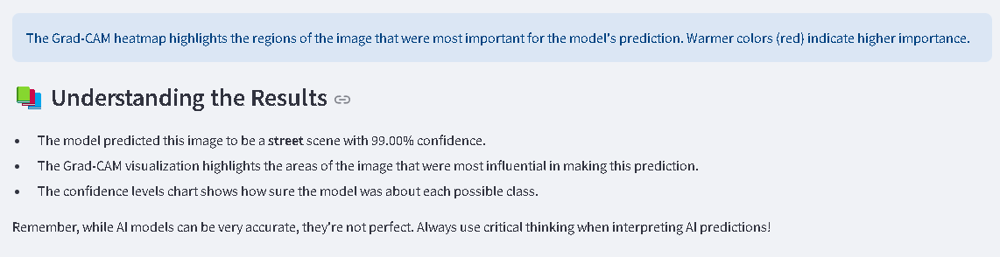 The Grad-CAM heatmap highlights the regions of the image that were most important for the model's prediction. Warmer colors (red) indicate higher importance.
Understanding the Results
• The model predicted this image to be a street scene with 99.00% confidence.
• The Grad-CAM visualization highlights the areas of the image that were most influential in making this prediction.
• The confidence levels chart shows how sure the model was about each possible class.
Remember, while AI models can be very accurate, they're not perfect. Always use critical thinking when interpreting AI predictions!